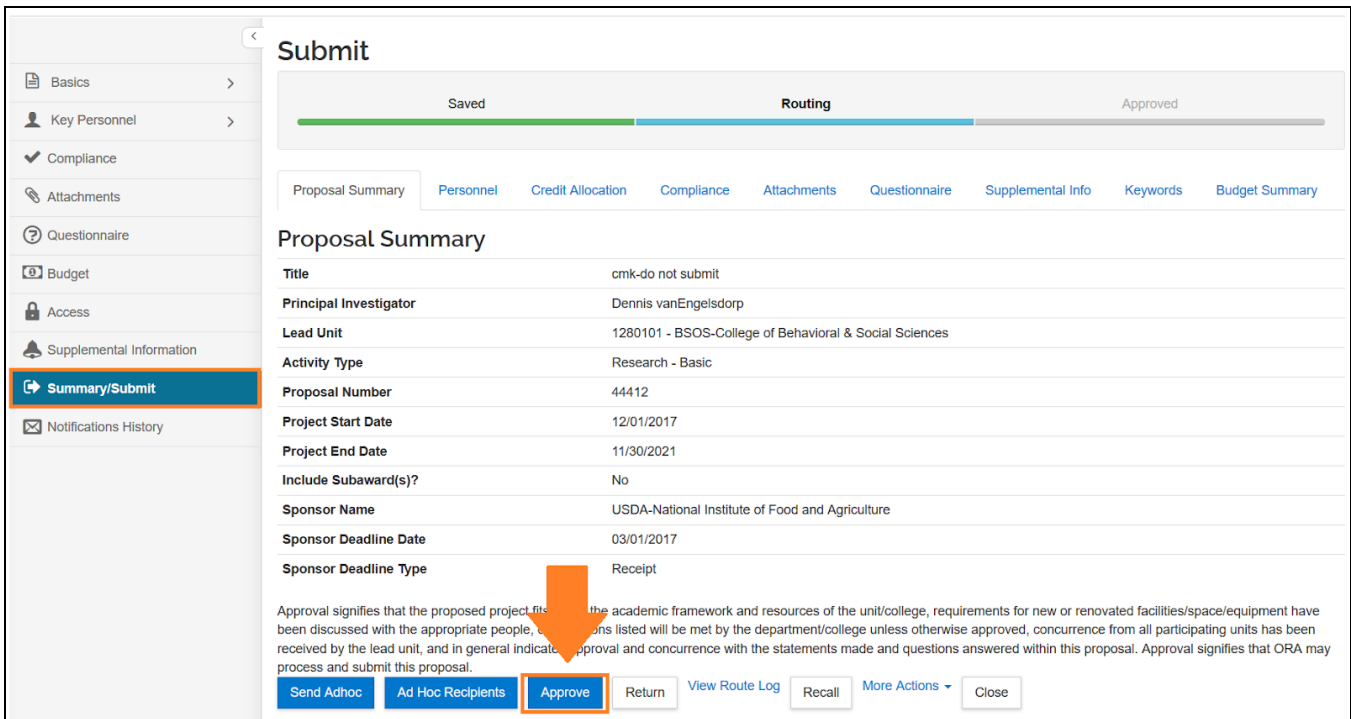 Submit
Basics
Key Personnel
Compliance
Attachments
Questionnaire
Budget
Access
Supplemental Information
Summary/Submit
Notifications History
Saved Routing Approved
Proposal Summary Personnel Credit Allocation Compliance Attachments Questionnaire Supplemental Info Keywords Budget Summary
Proposal Summary
Title cmk-do not submit
Principal Investigator Dennis vanEngelsdorp
Lead Unit 1280101 - BSOS-College of Behavioral & Social Sciences
Activity Type Research - Basic
Proposal Number 44412
Project Start Date 12/01/2017
Project End Date 11/30/2021
Include Subaward(s)? No
Sponsor Name USDA-National Institute of Food and Agriculture
Sponsor Deadline Date 03/01/2017
Sponsor Deadline Type Receipt
Approval signifies that the proposed project fits the academic framework and resources of the unit/college, requirements for new or renovated facilities/space/equipment have
been discussed with the appropriate people, listed will be met by the department/college unless otherwise approved, concurrence from all participating units has been
received by the lead unit, and in general approval and concurrence with the statements made and questions answered within this proposal. Approval signifies that ORA may
process and submit this proposal.
Send Adhoc Ad Hoc Recipients Approve Return View Route Log Recall More Actions Close